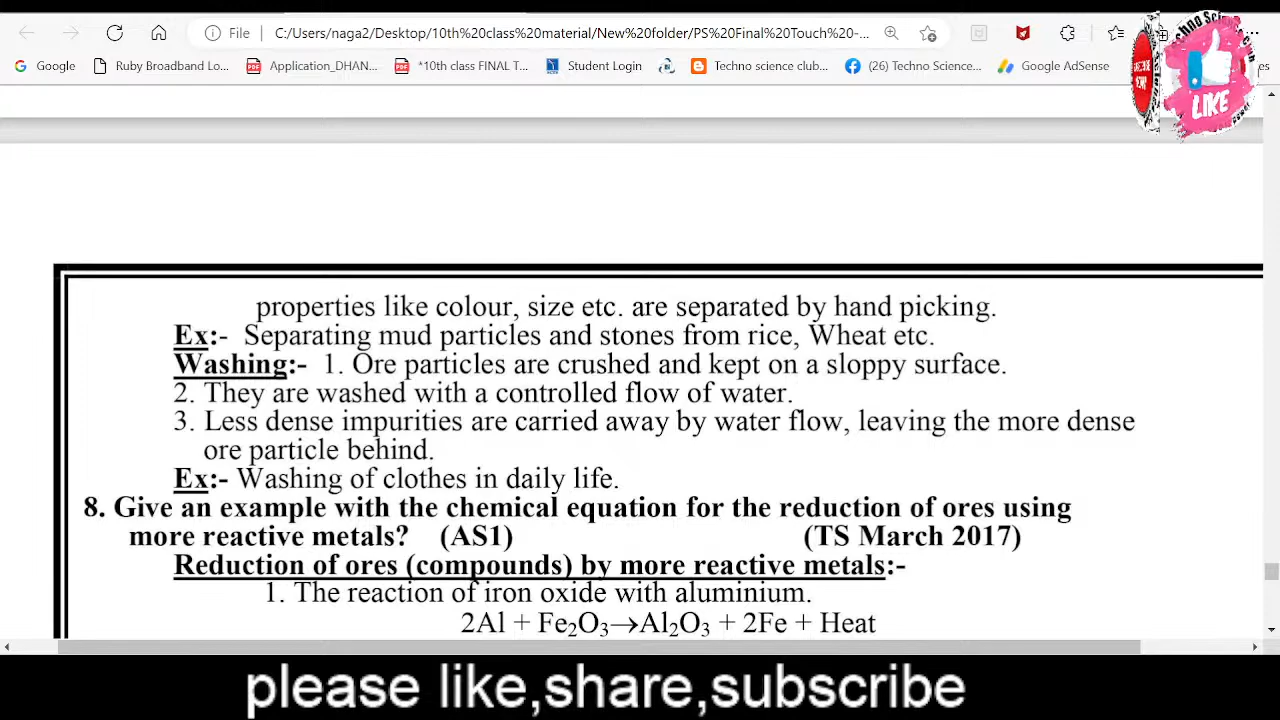 File
Users/naga2/Desktop/10th%20class%20material/New%20folder/PS%20Final%20Touch%20-...
Google
Ruby Broadband Lo...
Application_DHAN...
*10th class FINAL T...
Student Login
Techno science club...
(26) Techno Science...
Google AdSense
LIKE
properties like colour, size etc. are separated by hand picking.
Ex:- Separating mud particles and stones from rice, Wheat etc.
Washing:- 1. Ore particles are crushed and kept on a sloppy surface.
2. They are washed with a controlled flow of water.
3. Less dense impurities are carried away by water flow, leaving the more dense
ore particle behind.
Ex:- Washing of clothes in daily life.
8. Give an example with the chemical equation for the reduction of ores using
more reactive metals? (AS1) (TS March 2017)
Reduction of ores (compounds) by more reactive metals:-
1. The reaction of iron oxide with aluminium.
2Al + Fe₂O₃→Al₂O₃ + 2Fe + Heat
please like,share,subscribe